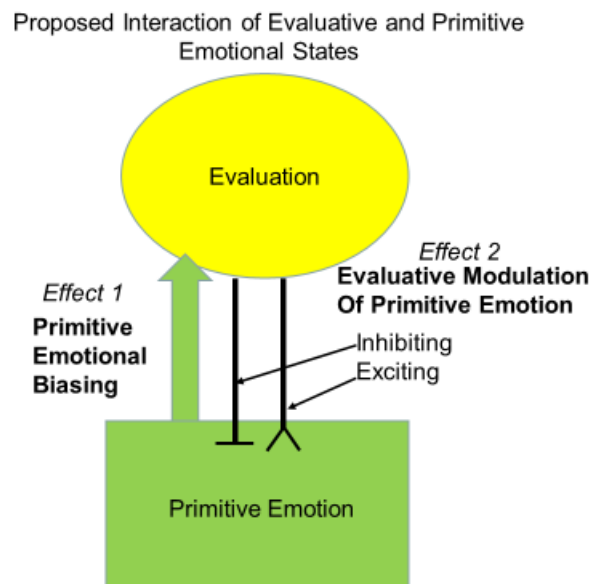 Proposed Interaction of Evaluative and Primitive
Emotional States
Evaluation
Effect 2
Evaluative Modulation
Of Primitive Emotion
Inhibiting
Exciting
Effect 1
Primitive
Emotional
Biasing
Primitive Emotion